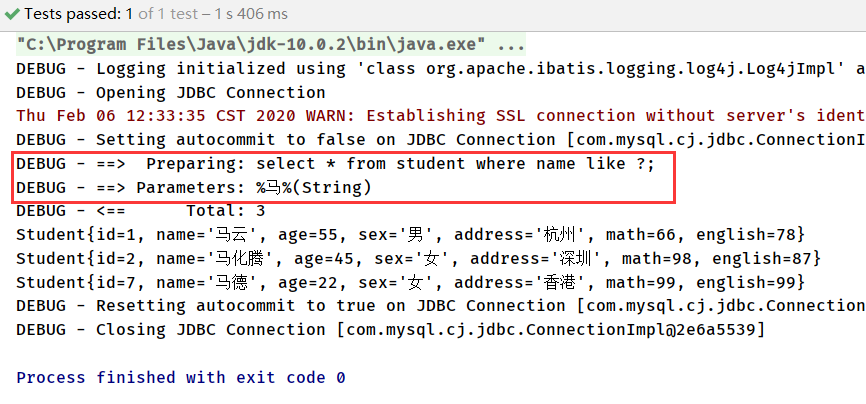 Tests passed: 1 of 1 test – 1 s 406 ms
"C:\Program Files\Java\jdk-10.0.2\bin\java.exe" ...
DEBUG - Logging initialized using 'class org.apache.ibatis.logging.log4j.Log4jImpl' a
DEBUG - Opening JDBC Connection
Thu Feb 06 12:33:35 CST 2020 WARN: Establishing SSL connection without server's ident
DEBUG - Setting autocommit to false on JDBC Connection [com.mysql.cj.jdbc.ConnectionI
DEBUG - ==>  Preparing: select * from student where name like ?;
DEBUG - ==> Parameters: %马%(String)
DEBUG - <==      Total: 3
Student{id=1, name='马云', age=55, sex='男', address='杭州', math=66, english=78}
Student{id=2, name='马化腾', age=45, sex='女', address='深圳', math=98, english=87}
Student{id=7, name='马德', age=22, sex='女', address='香港', math=99, english=99}
DEBUG - Resetting autocommit to true on JDBC Connection [com.mysql.cj.jdbc.Connection
DEBUG - Closing JDBC Connection [com.mysql.cj.jdbc.ConnectionImpl@2e6a5539]
Process finished with exit code 0